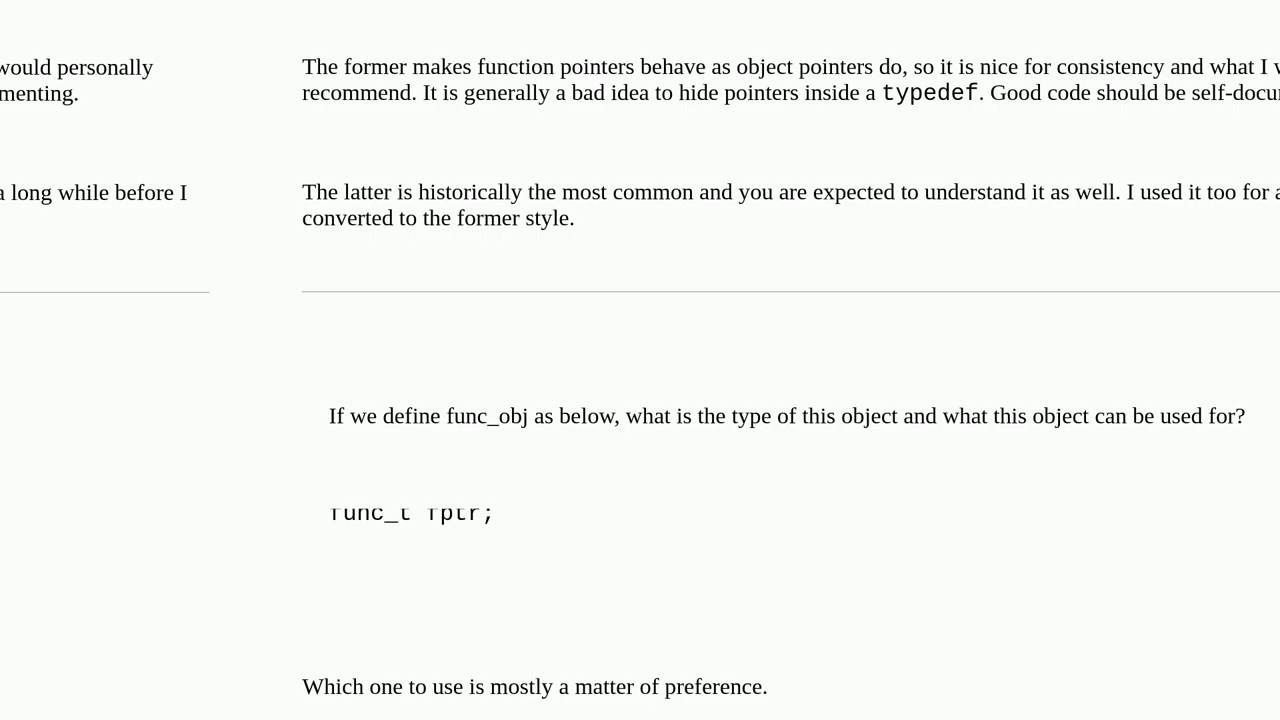 would personally
menting.
a long while before I
The former makes function pointers behave as object pointers do, so it is nice for consistency and what I w
recommend. It is generally a bad idea to hide pointers inside a typedef. Good code should be self-docu
The latter is historically the most common and you are expected to understand it as well. I used it too for a
converted to the former style.
If we define func_obj as below, what is the type of this object and what this object can be used for?
func_t fptr;
Which one to use is mostly a matter of preference.